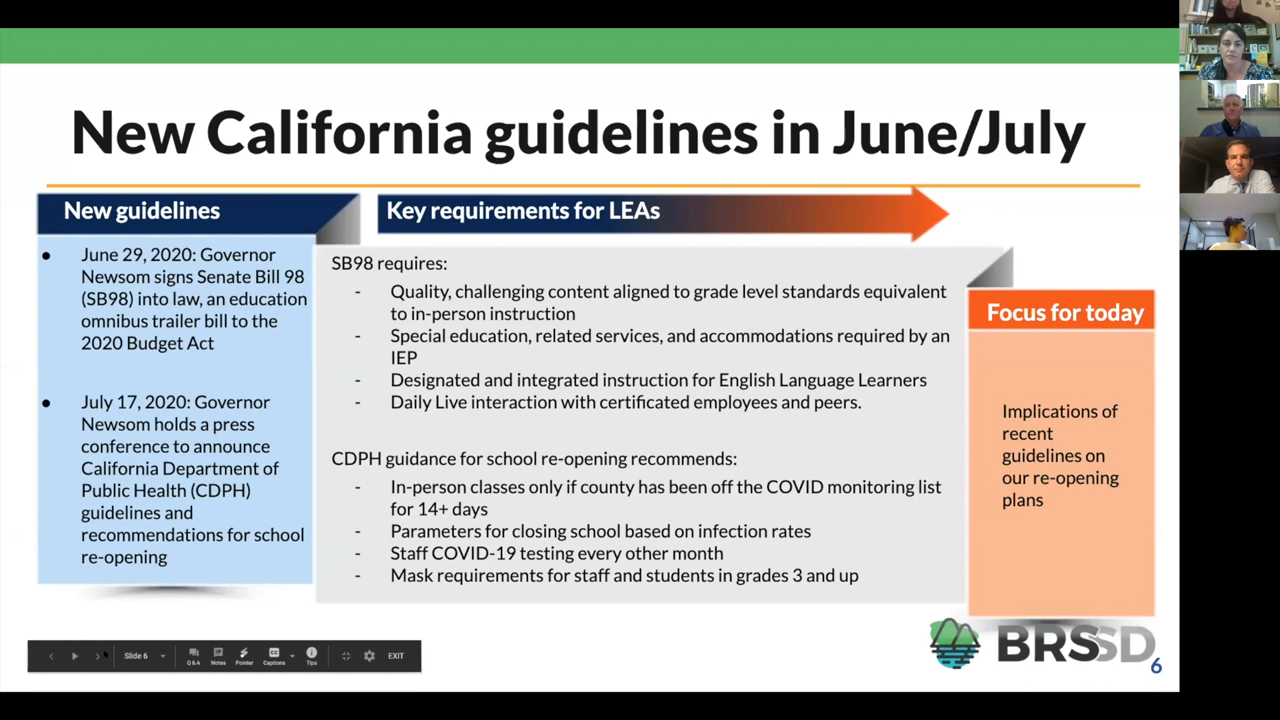 New California guidelines in June/July
New guidelines
● June 29, 2020: Governor
Newsom signs Senate Bill 98
(SB98) into law, an education
omnibus trailer bill to the
2020 Budget Act
● July 17, 2020: Governor
Newsom holds a press
conference to announce
California Department of
Public Health (CDPH)
guidelines and
recommendations for school
re-opening
Key requirements for LEAs
SB98 requires:
- Quality, challenging content aligned to grade level standards equivalent
to in-person instruction
- Special education, related services, and accommodations required by an
IEP
- Designated and integrated instruction for English Language Learners
- Daily Live interaction with certificated employees and peers.
CDPH guidance for school re-opening recommends:
- In-person classes only if county has been off the COVID monitoring list
for 14+ days
- Parameters for closing school based on infection rates
- Staff COVID-19 testing every other month
- Mask requirements for staff and students in grades 3 and up
Focus for today
Implications of
recent
guidelines on
our re-opening
plans
BRSSD
6
Slide 6
Q & A
Notes
Pointer
CC
Captions
Tips
EXIT